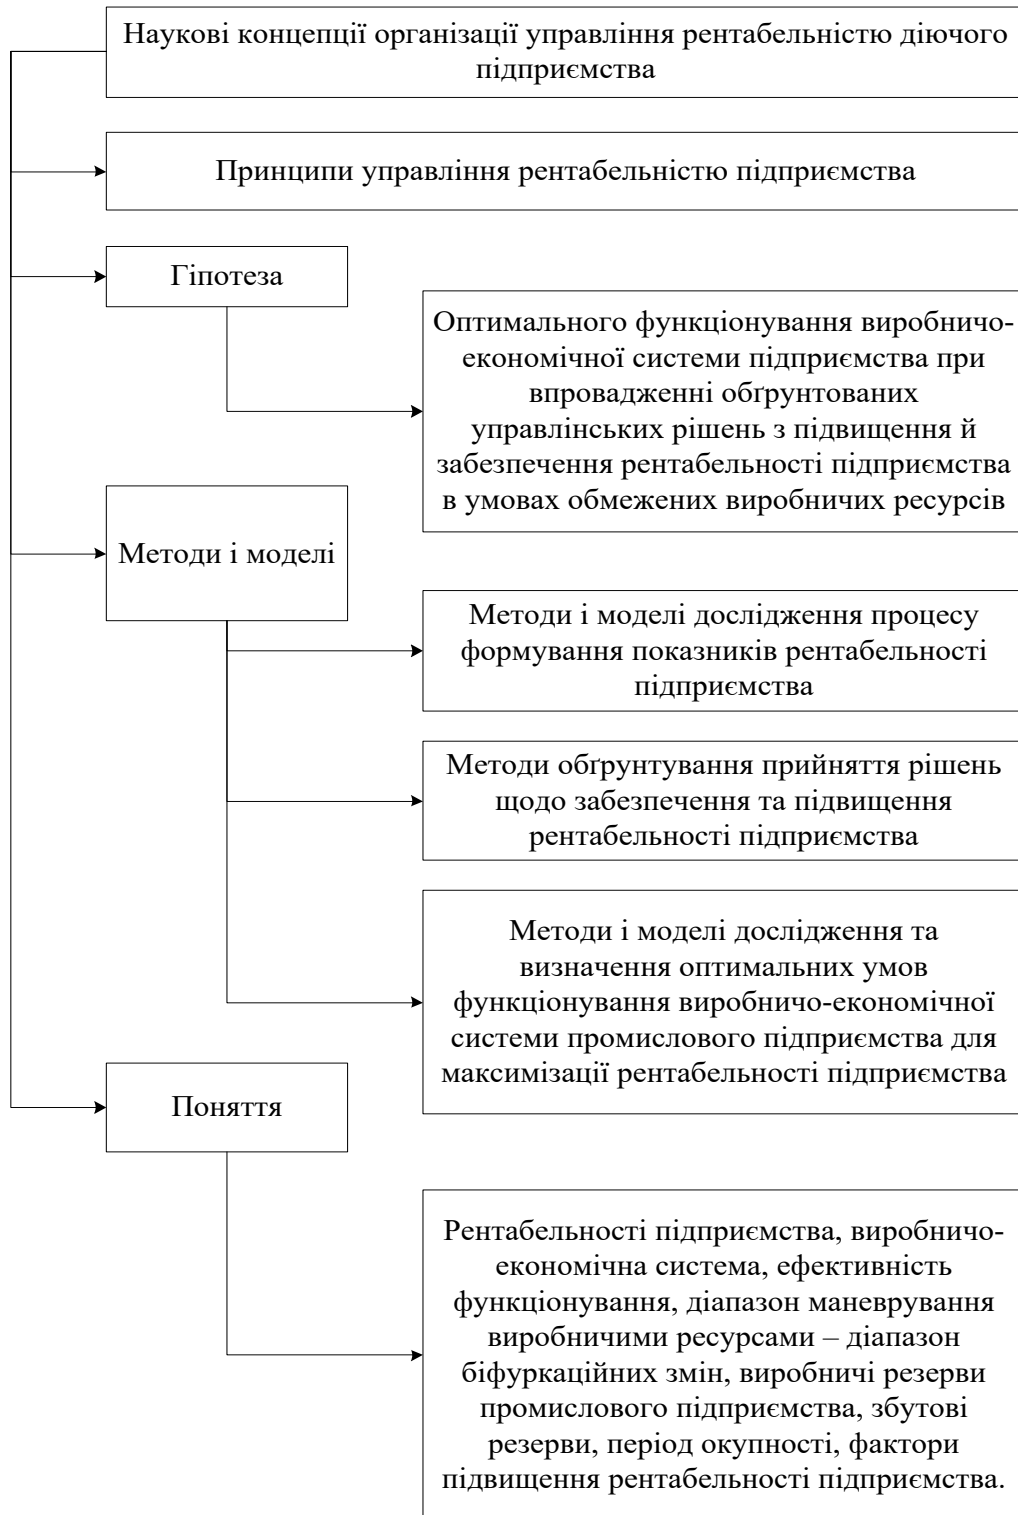 Наукові концепції організації управління рентабельністю діючого
підприємства
Принципи управління рентабельністю підприємства
Гіпотеза
Оптимального функціонування виробничо-
економічної системи підприємства при
впровадженні обґрунтованих
управлінських рішень з підвищення й
забезпечення рентабельності підприємства
в умовах обмежених виробничих ресурсів
Методи і моделі
Методи і моделі дослідження процесу
формування показників рентабельності
підприємства
Методи обґрунтування прийняття рішень
щодо забезпечення та підвищення
рентабельності підприємства
Методи і моделі дослідження та
визначення оптимальних умов
функціонування виробничо-економічної
системи промислового підприємства для
максимізації рентабельності підприємства
Поняття
Рентабельності підприємства, виробничо-
економічна система, ефективність
функціонування, діапазон маневрування
виробничими ресурсами – діапазон
біфуркаційних змін, виробничі резерви
промислового підприємства, збутові
резерви, період окупності, фактори
підвищення рентабельності підприємства.